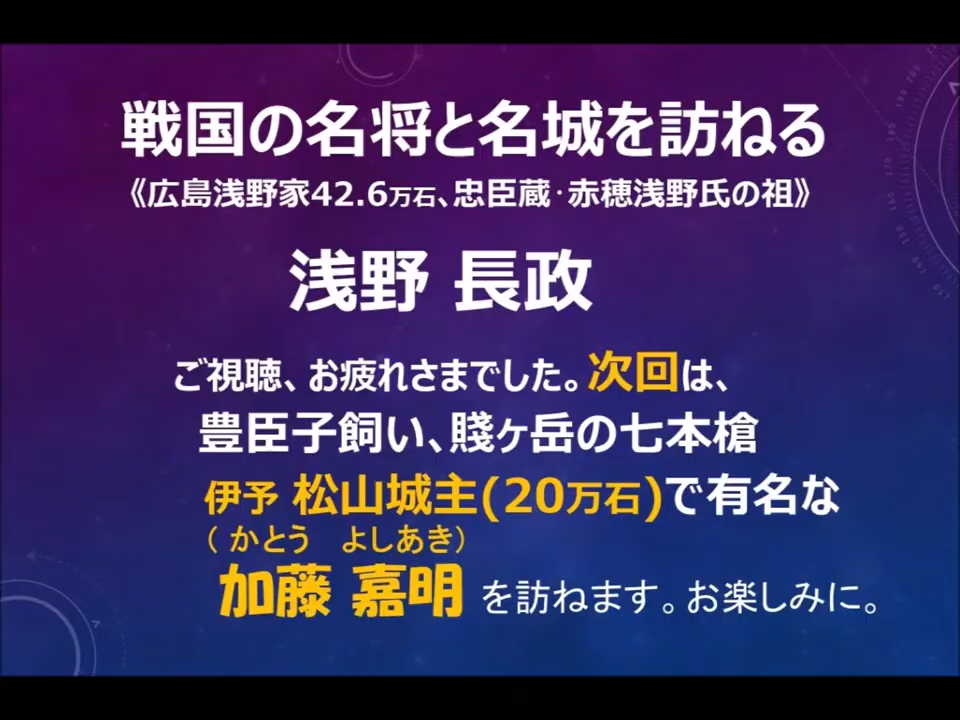 戦国の名将と名城を訪ねる
《広島浅野家42.6万石、忠臣蔵･赤穂浅野氏の祖》
浅野 長政
ご視聴、お疲れさまでした。次回は、
豊臣子飼い、賤ヶ岳の七本槍
伊予 松山城主(20万石)で有名な
（ かとう　よしあき）
加藤 嘉明 を訪ねます。お楽しみに。